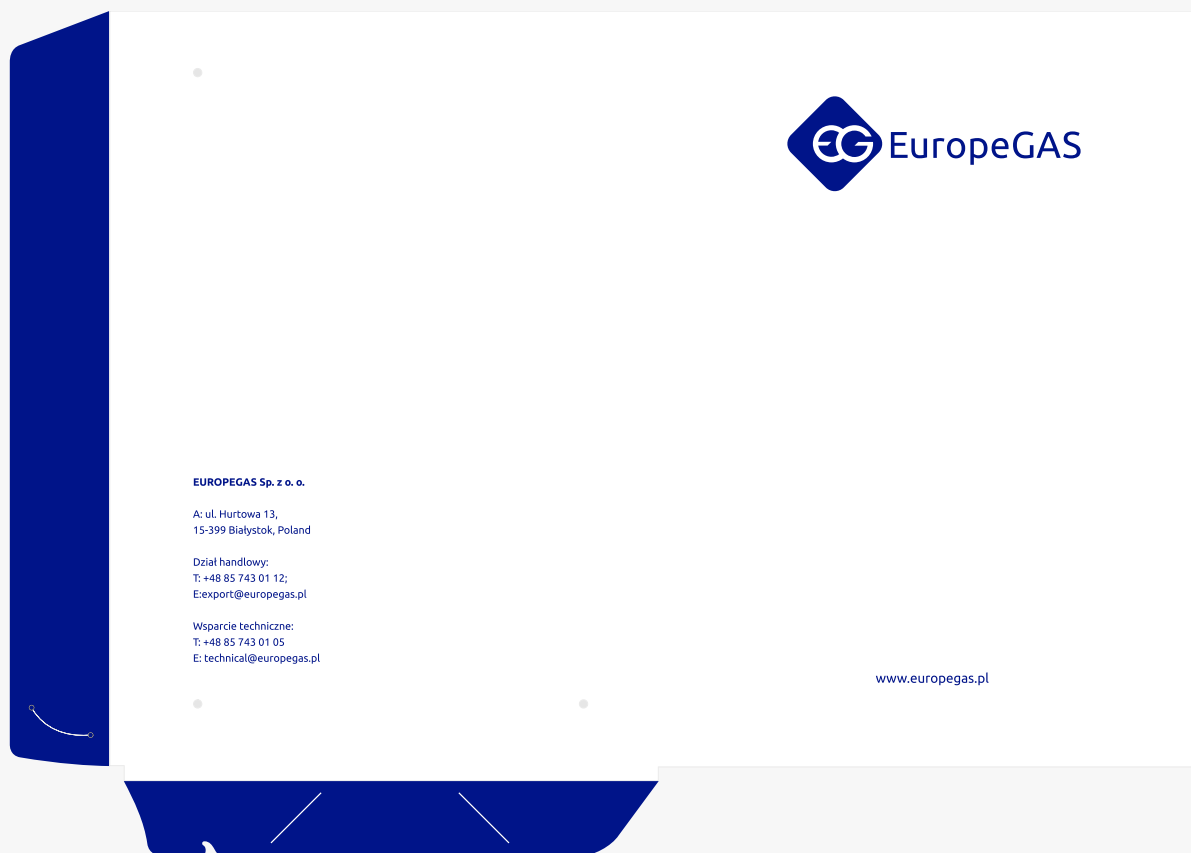 EG EuropeGAS
EUROPEGAS Sp. z o. o.
A: ul. Hurtowa 13,
15-399 Białystok, Poland
Dział handlowy:
T: +48 85 743 01 12;
E:export@europegas.pl
Wsparcie techniczne:
T: +48 85 743 01 05
E: technical@europegas.pl
www.europegas.pl